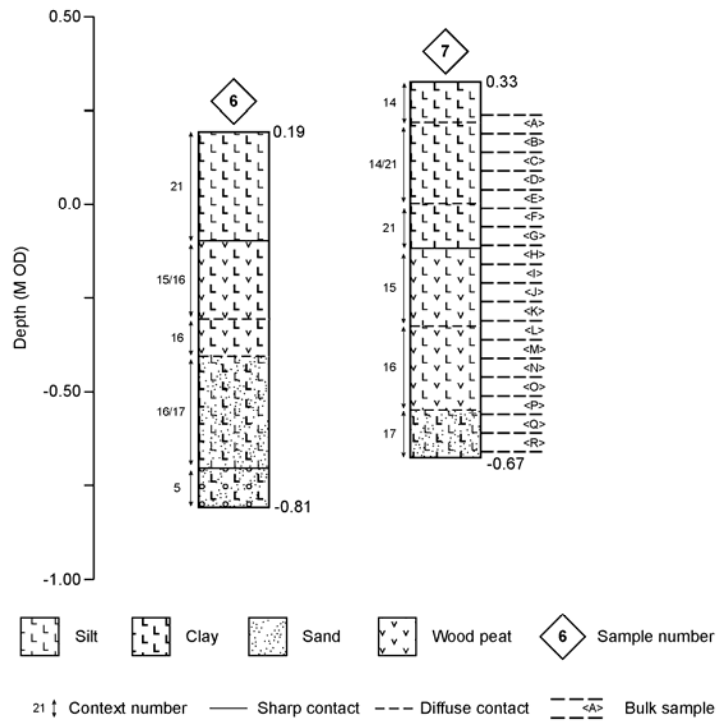 0.50
7
0.33
6
14
<A>
0.19
<B>
<C>
14/21
<D>
21
<E>
0.0
<F>
21
<G>
<H>
Depth (M OD)
15/16
<I>
15
<J>
<K>
16
<L>
<M>
16
<N>
-0.50
16/17
<O>
<P>
17
<Q>
<R>
-0.67
5
-0.81
-1.00
Silt
Clay
Sand
Wood peat
6
Sample number
21
Context number
Sharp contact
Diffuse contact
<A>
Bulk sample